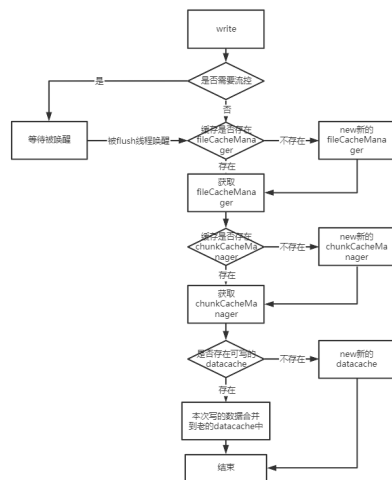 write
是否需要流控
是
否
等待被唤醒
被flush线程唤醒
缓存是否存在
fileCacheMana
ger
不存在
new新的
fileCacheMana
ger
存在
获取
fileCacheMana
ger
缓存是否存在
chunkCacheMa
nager
不存在
new新的
chunkCacheMa
nager
存在
获取
chunkCacheMa
nager
是否存在可写的
datacache
不存在
new新的
datacache
存在
本次写的数据合并
到老的datacache中
结束